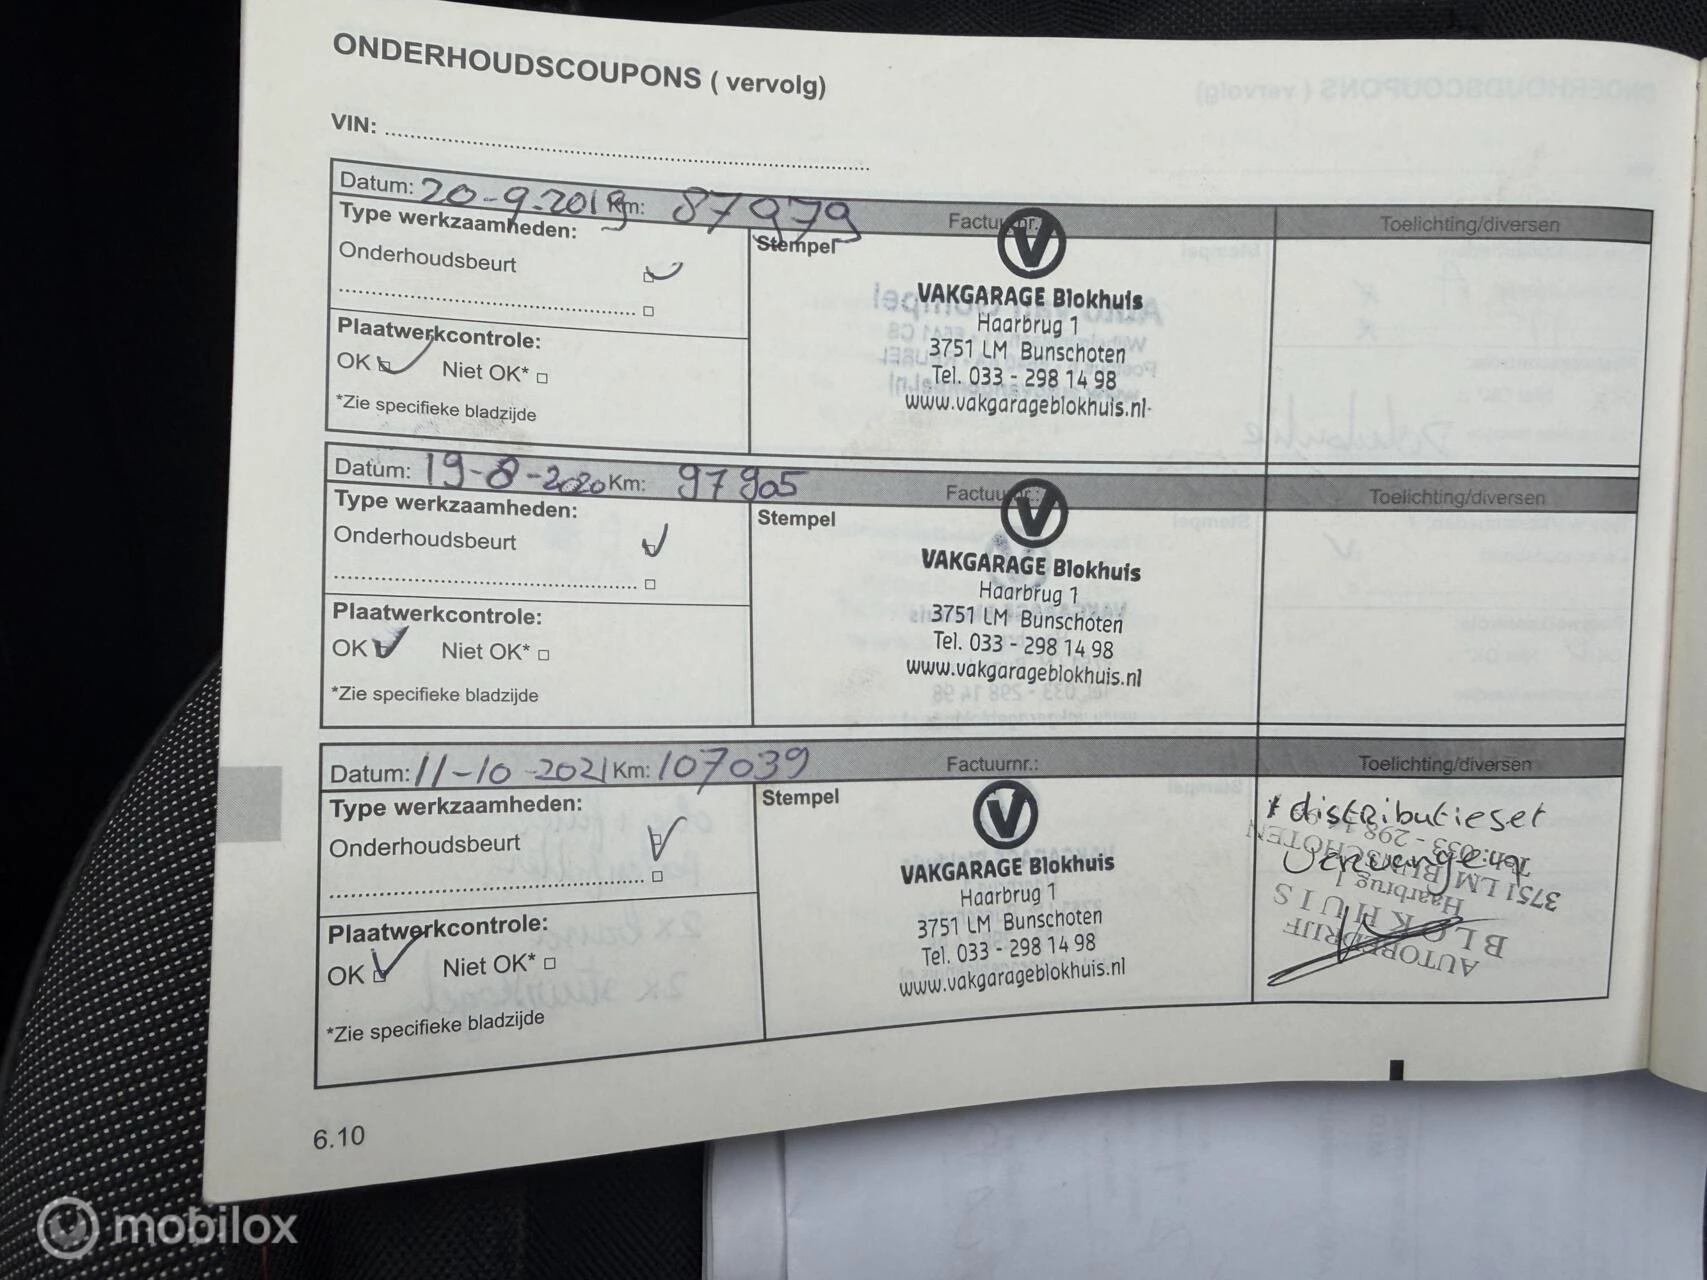 ONDERHOUDSCOUPONS ( vervolg)
VIN:
Datum: 20-9-2019 Km: 87979 Factuurnr.: Toelichting/diversen
Type werkzaamheden:
Stempel
Onderhoudsbeurt
Plaatwerkcontrole:
OK Niet OK*
*Zie specifieke bladzijde
V
VAKGARAGE Blokhuis
Haarbrug 1
3751 LM Bunschoten
Tel. 033 - 298 14 98
www.vakgarageblokhuis.nl
Datum: 19-8-2020 Km: 97905 Factuurnr.: Toelichting/diversen
Type werkzaamheden:
Stempel
Onderhoudsbeurt
Plaatwerkcontrole:
OK Niet OK*
*Zie specifieke bladzijde
V
VAKGARAGE Blokhuis
Haarbrug 1
3751 LM Bunschoten
Tel. 033 - 298 14 98
www.vakgarageblokhuis.nl
Datum: 11-10-2021 Km: 107039 Factuurnr.: Toelichting/diversen
Type werkzaamheden:
Stempel
Onderhoudsbeurt
Plaatwerkcontrole:
OK Niet OK*
*Zie specifieke bladzijde
V
VAKGARAGE Blokhuis
Haarbrug 1
3751 LM Bunschoten
Tel. 033 - 298 14 98
www.vakgarageblokhuis.nl
* distributieset
vervangen
AUTOBEDRIJF
BLOKHUIS
Haarbrug 1
3751 LM BUNSCHOTEN
6.10
mobilox